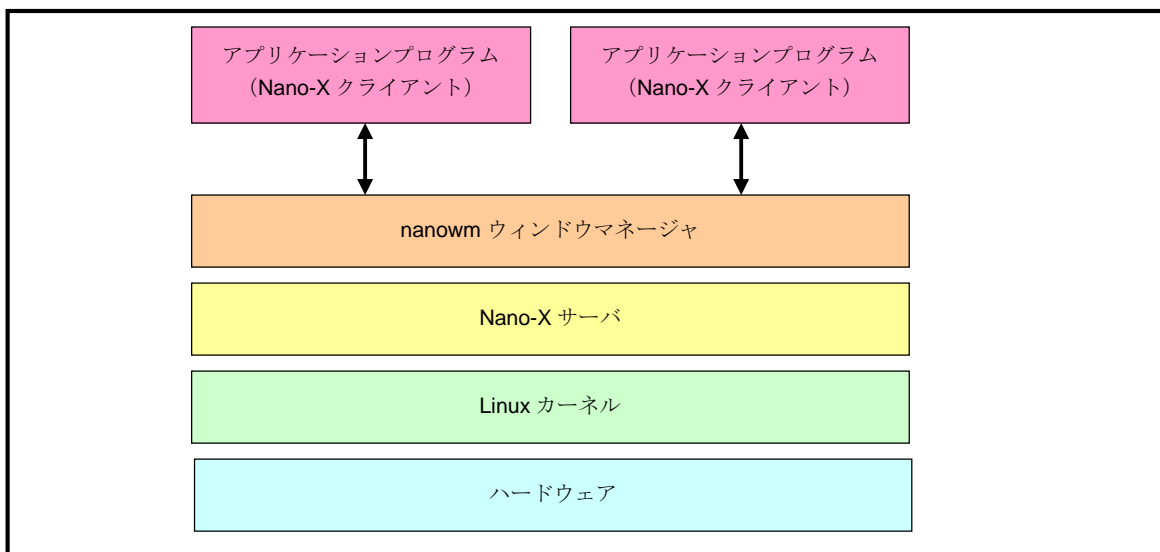 アプリケーションプログラム
（Nano-X クライアント）
アプリケーションプログラム
（Nano-X クライアント）
nanowm ウィンドウマネージャ
Nano-X サーバ
Linux カーネル
ハードウェア